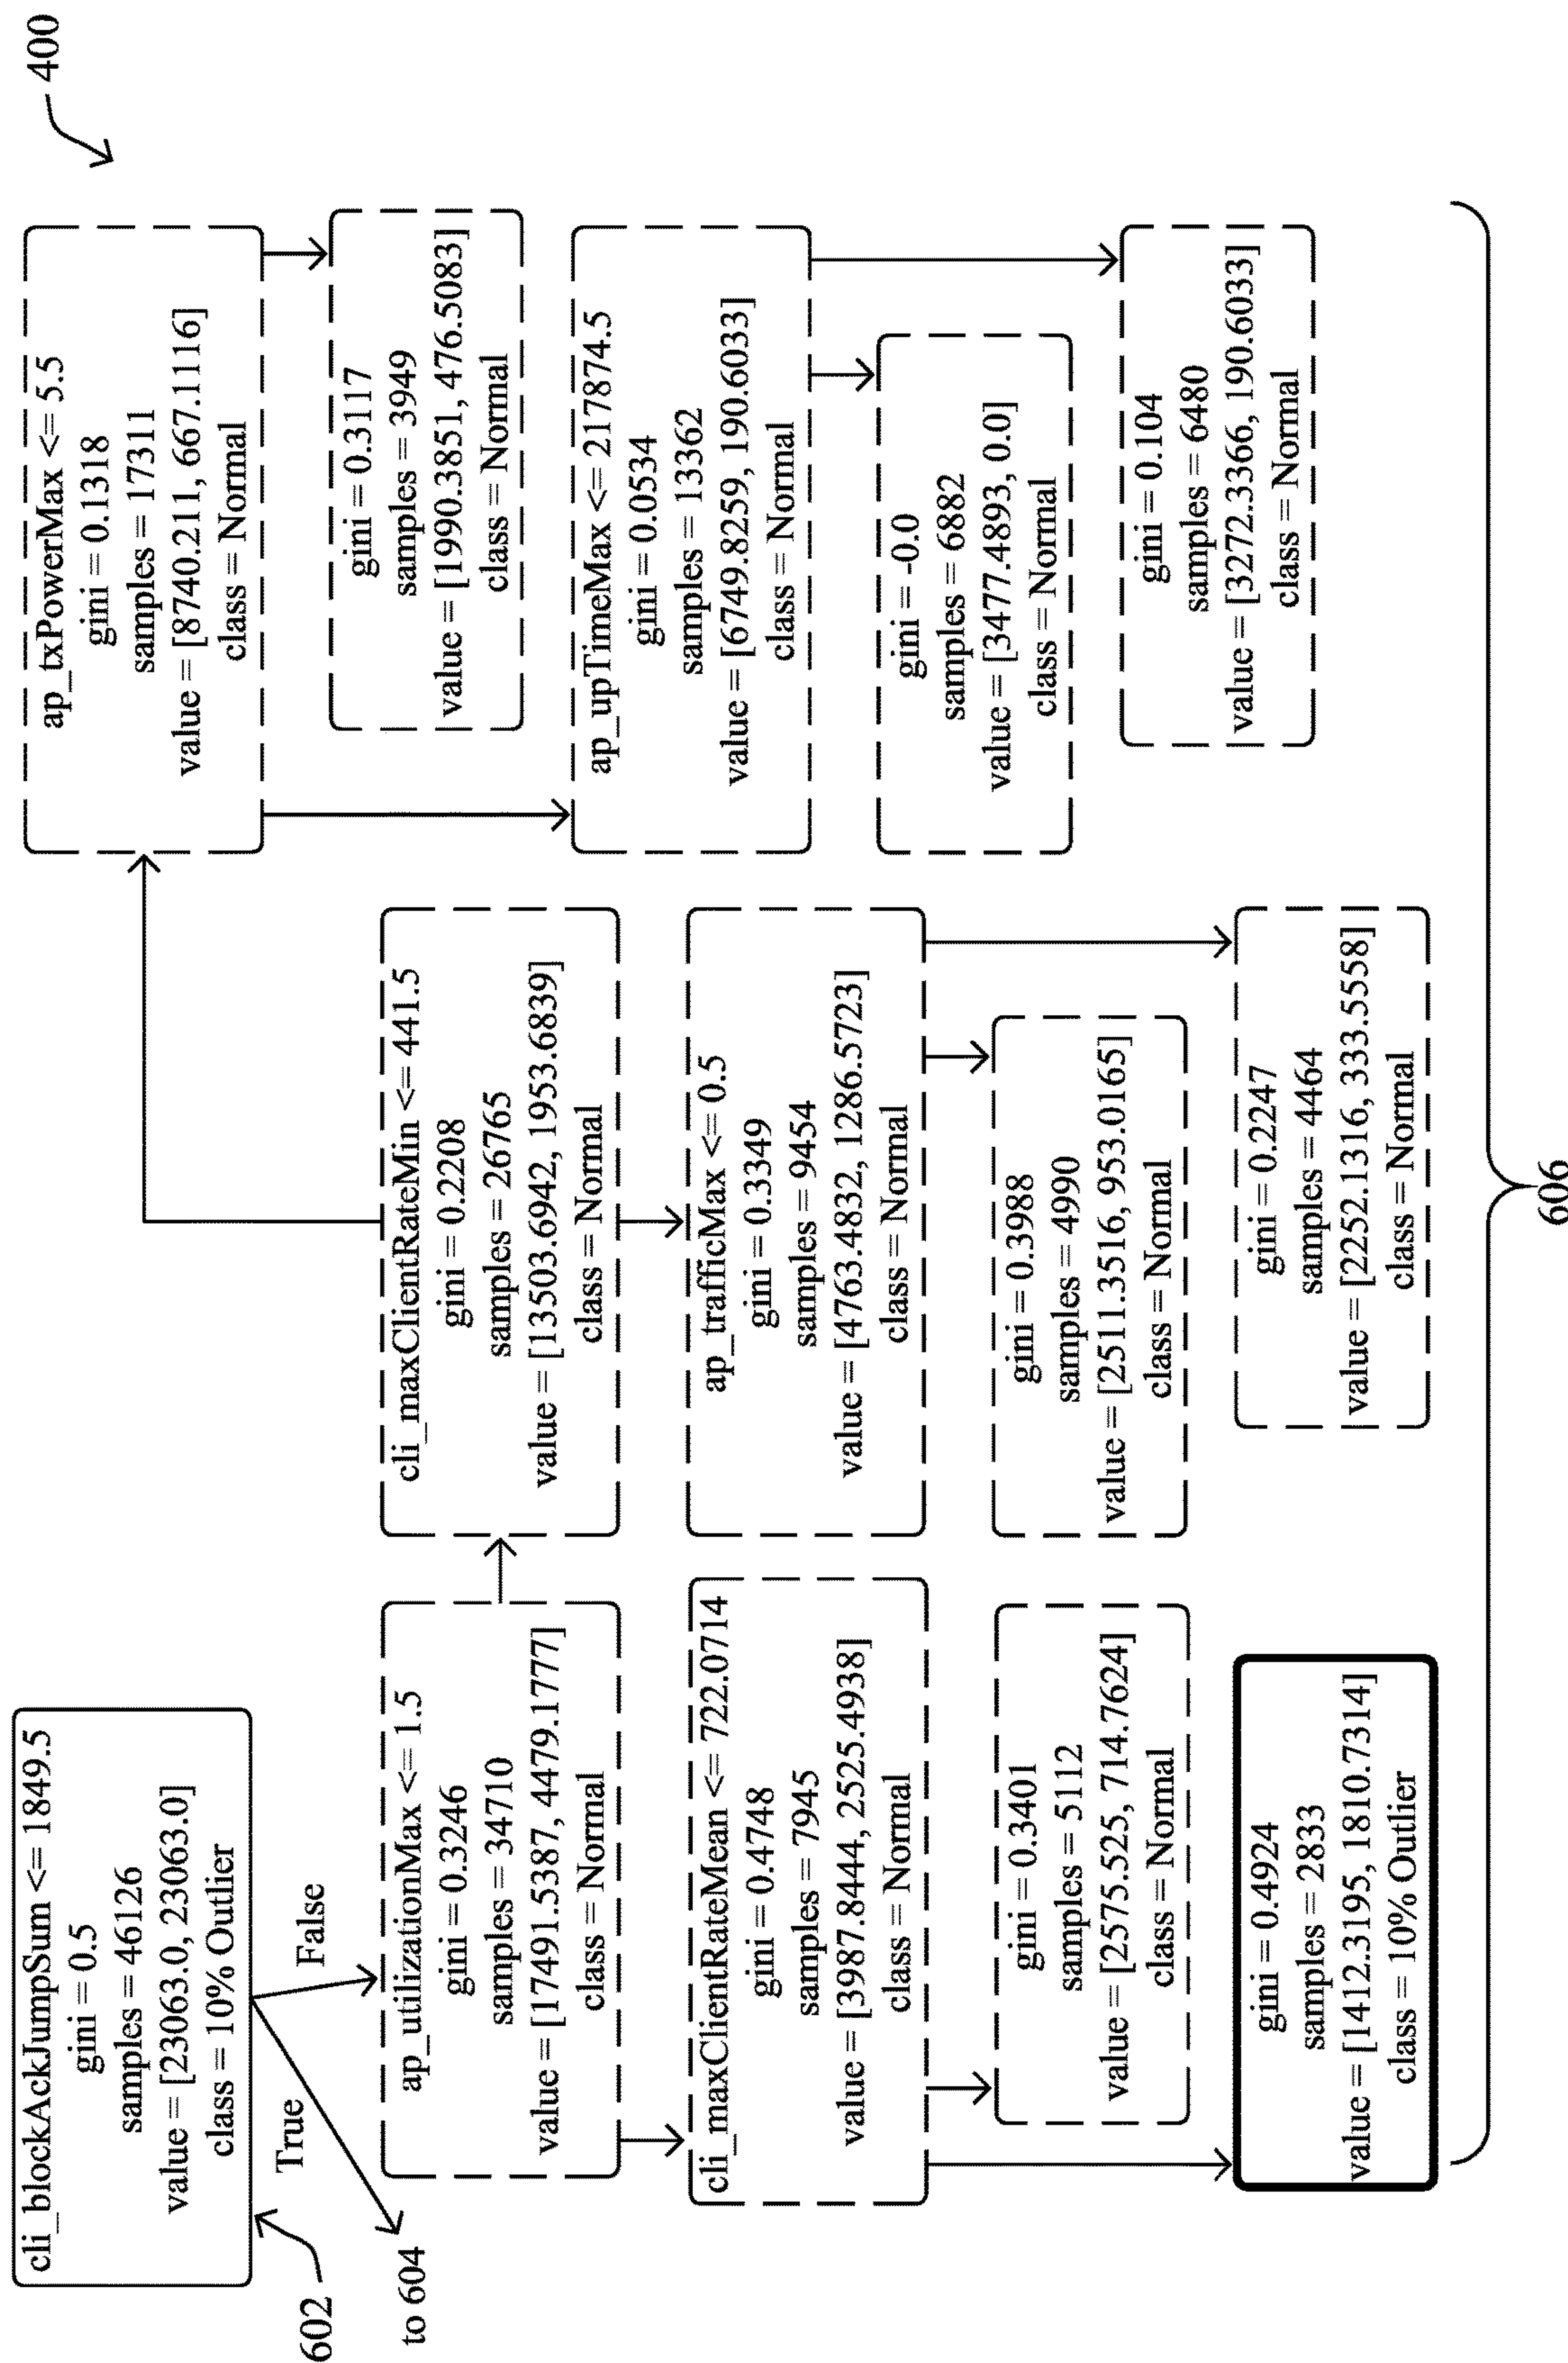 400
cli_blockAckJumpSum <= 1849.5
gini = 0.5
samples = 46126
value = [23063.0, 23063.0]
class = 10% Outlier
602
True
False
to 604
ap_utilizationMax <= 1.5
gini = 0.3246
samples = 34710
value = [17491.5387, 4479.1777]
class = Normal
cli_maxClientRateMean <= 722.0714
gini = 0.4748
samples = 7945
value = [3987.8444, 2525.4938]
class = Normal
gini = 0.3401
samples = 5112
value = [2575.525, 714.7624]
class = Normal
gini = 0.4924
samples = 2833
value = [1412.3195, 1810.7314]
class = 10% Outlier
cli_maxClientRateMin <= 441.5
gini = 0.2208
samples = 26765
value = [13503.6942, 1953.6839]
class = Normal
ap_trafficMax <= 0.5
gini = 0.3349
samples = 9454
value = [4763.4832, 1286.5723]
class = Normal
gini = 0.3988
samples = 4990
value = [2511.3516, 953.0165]
class = Normal
gini = 0.2247
samples = 4464
value = [2252.1316, 333.5558]
class = Normal
ap_txPowerMax <= 5.5
gini = 0.1318
samples = 17311
value = [8740.211, 667.1116]
class = Normal
gini = 0.3117
samples = 3949
value = [1990.3851, 476.5083]
class = Normal
ap_upTimeMax <= 217874.5
gini = 0.0534
samples = 13362
value = [6749.8259, 190.6033]
class = Normal
gini = -0.0
samples = 6882
value = [3477.4893, 0.0]
class = Normal
gini = 0.104
samples = 6480
value = [3272.3366, 190.6033]
class = Normal
606